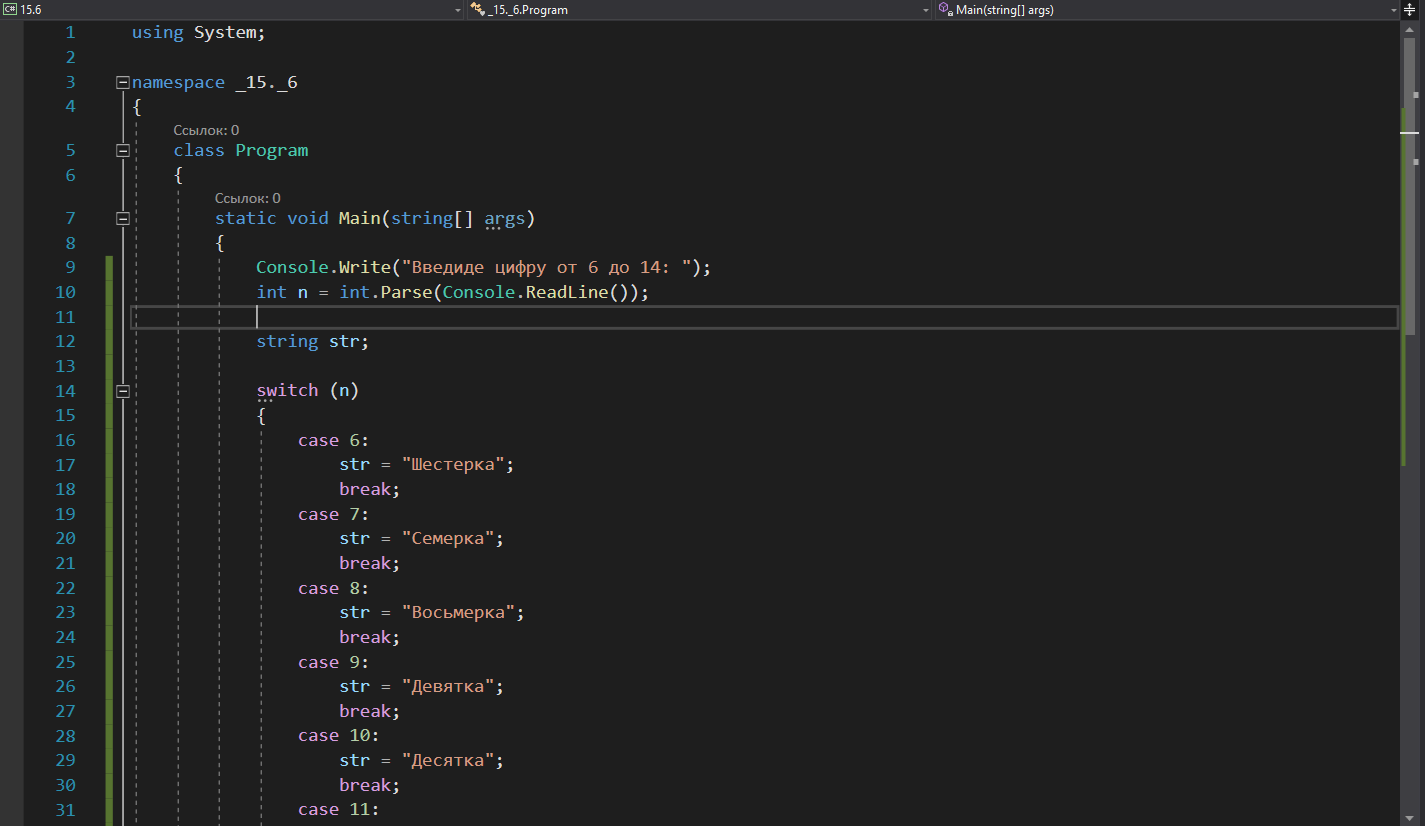 C# 15.6 _15._6.Program Main(string[] args)
1 using System;
2
3 namespace _15._6
4 {
Ссылок: 0
5 class Program
6 {
Ссылок: 0
7 static void Main(string[] args)
8 {
9 Console.Write("Введиде цифру от 6 до 14: ");
10 int n = int.Parse(Console.ReadLine());
11
12 string str;
13
14 switch (n)
15 {
16 case 6:
17 str = "Шестерка";
18 break;
19 case 7:
20 str = "Семерка";
21 break;
22 case 8:
23 str = "Восьмерка";
24 break;
25 case 9:
26 str = "Девятка";
27 break;
28 case 10:
29 str = "Десятка";
30 break;
31 case 11: